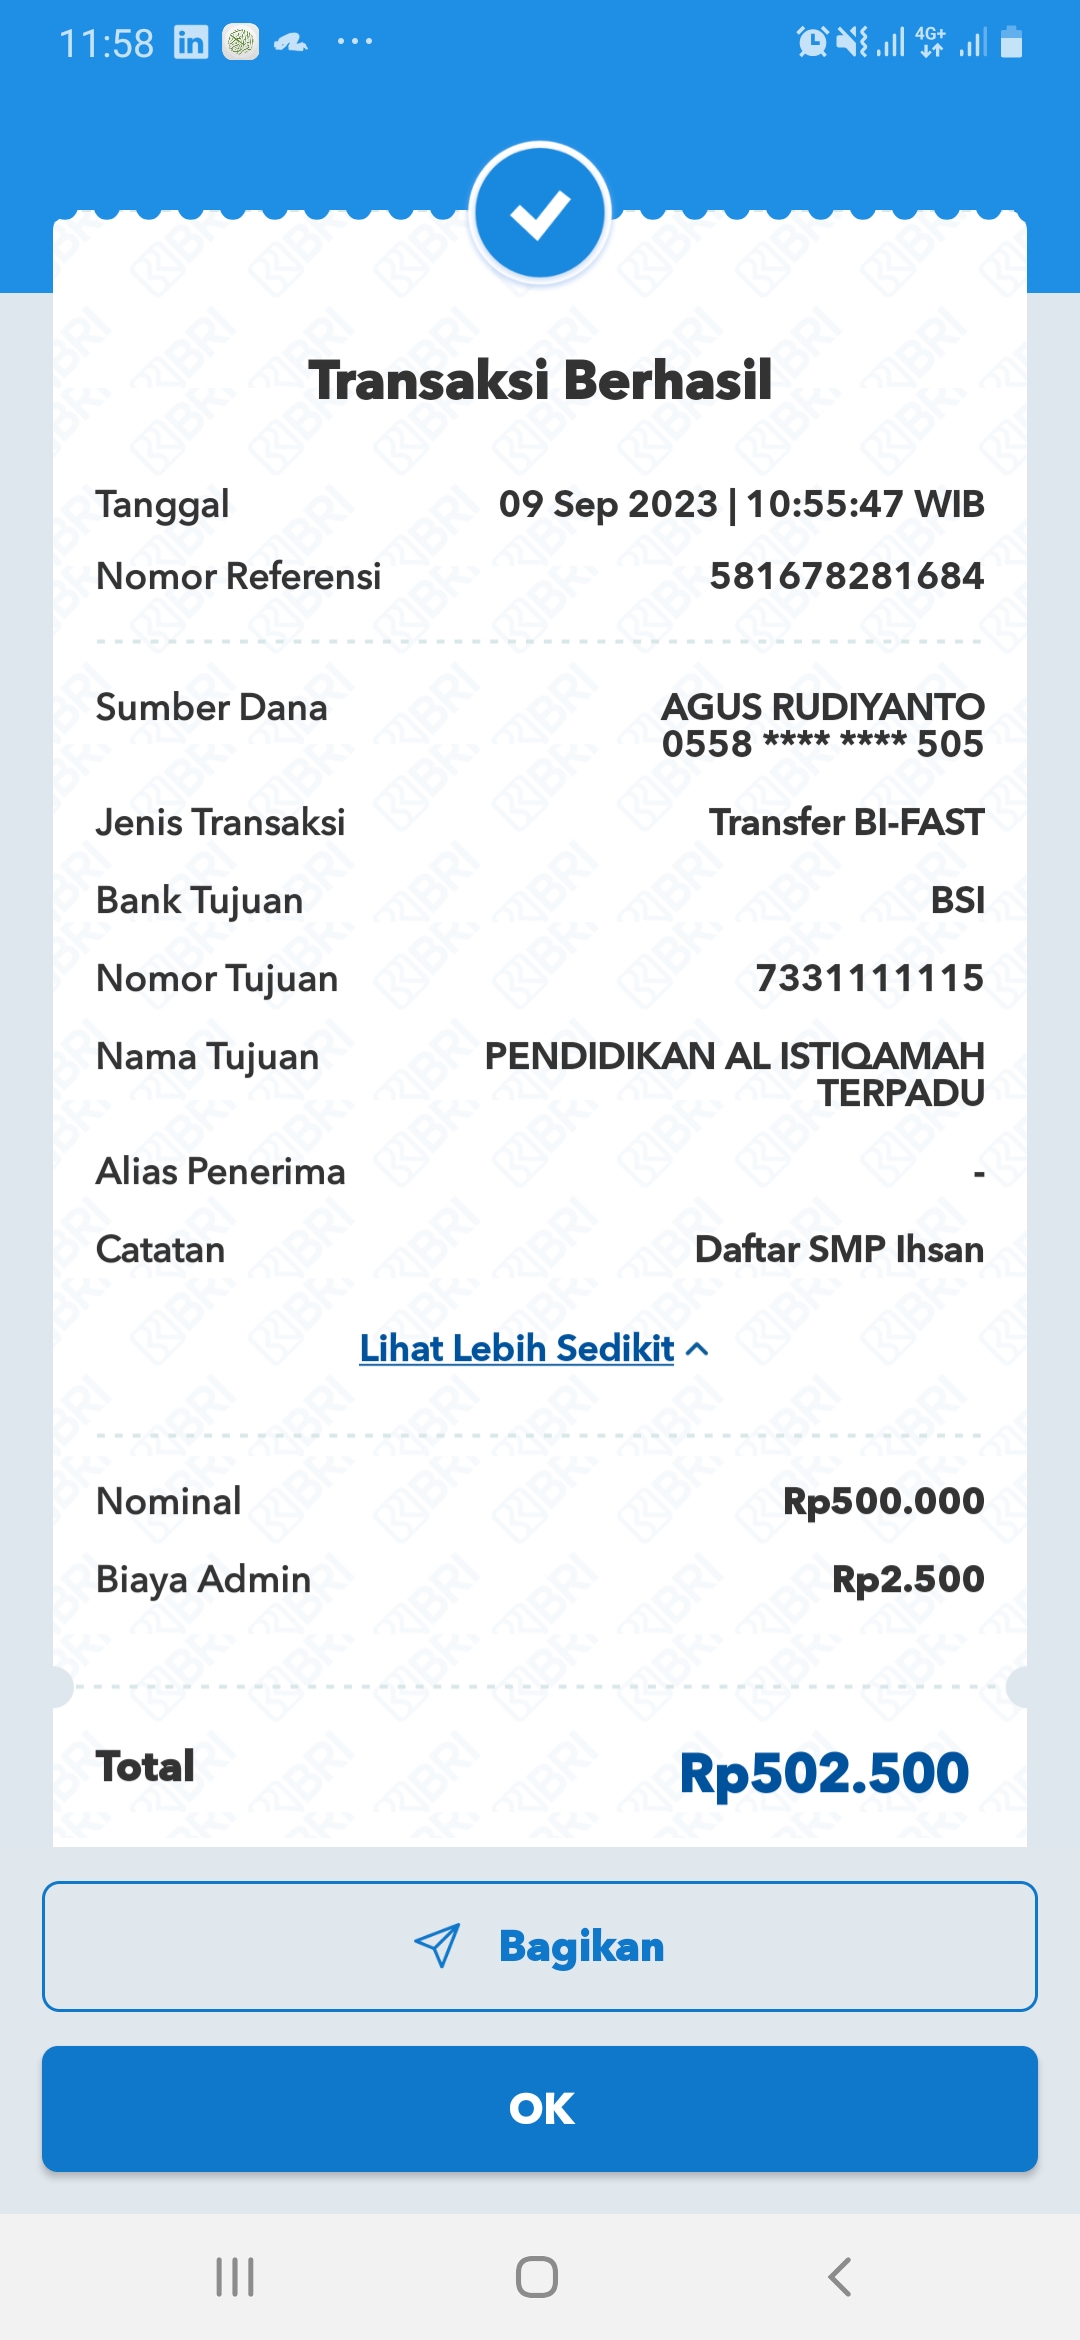 11:58
4G+
Transaksi Berhasil
Tanggal 09 Sep 2023 | 10:55:47 WIB
Nomor Referensi 581678281684
Sumber Dana AGUS RUDIYANTO
0558 **** **** 505
Jenis Transaksi Transfer BI-FAST
Bank Tujuan BSI
Nomor Tujuan 7331111115
Nama Tujuan PENDIDIKAN AL ISTIQAMAH
TERPADU
Alias Penerima -
Catatan Daftar SMP Ihsan
Lihat Lebih Sedikit
Nominal Rp500.000
Biaya Admin Rp2.500
Total Rp502.500
Bagikan
OK